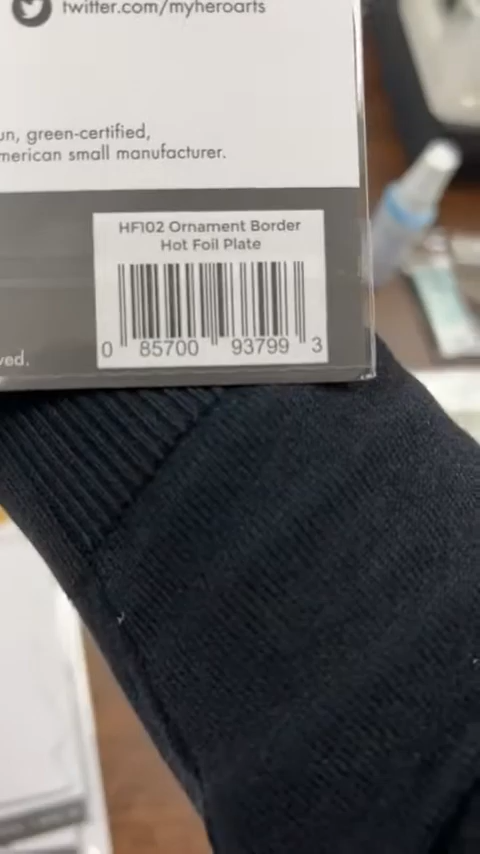 twitter.com/myheroarts
un, green-certified,
merican small manufacturer.
HF102 Ornament Border
Hot Foil Plate
0 85700 93799 3
ved.